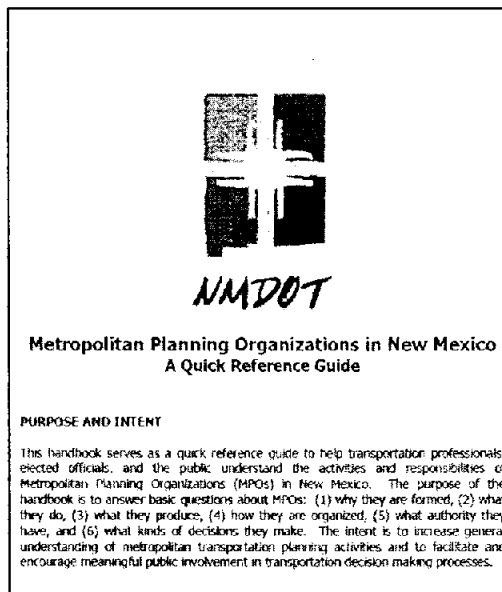 NMDOT
Metropolitan Planning Organizations in New Mexico
A Quick Reference Guide
PURPOSE AND INTENT
This handbook serves as a quick reference guide to help transportation professionals
elected officials, and the public understand the activities and responsibilities o
Metropolitan Planning Organizations (MPOs) in New Mexico. The purpose of the
handbook is to answer basic questions about MPOs: (1) why they are formed, (2) wha
they do, (3) what they produce, (4) how they are organized, (5) what authority they
have, and (6) what kinds of decisions they make. The intent is to increase genera
understanding of metropolitan transportation planning activities and to facilitate and
encourage meaningful public involvement in transportation decision making processes.